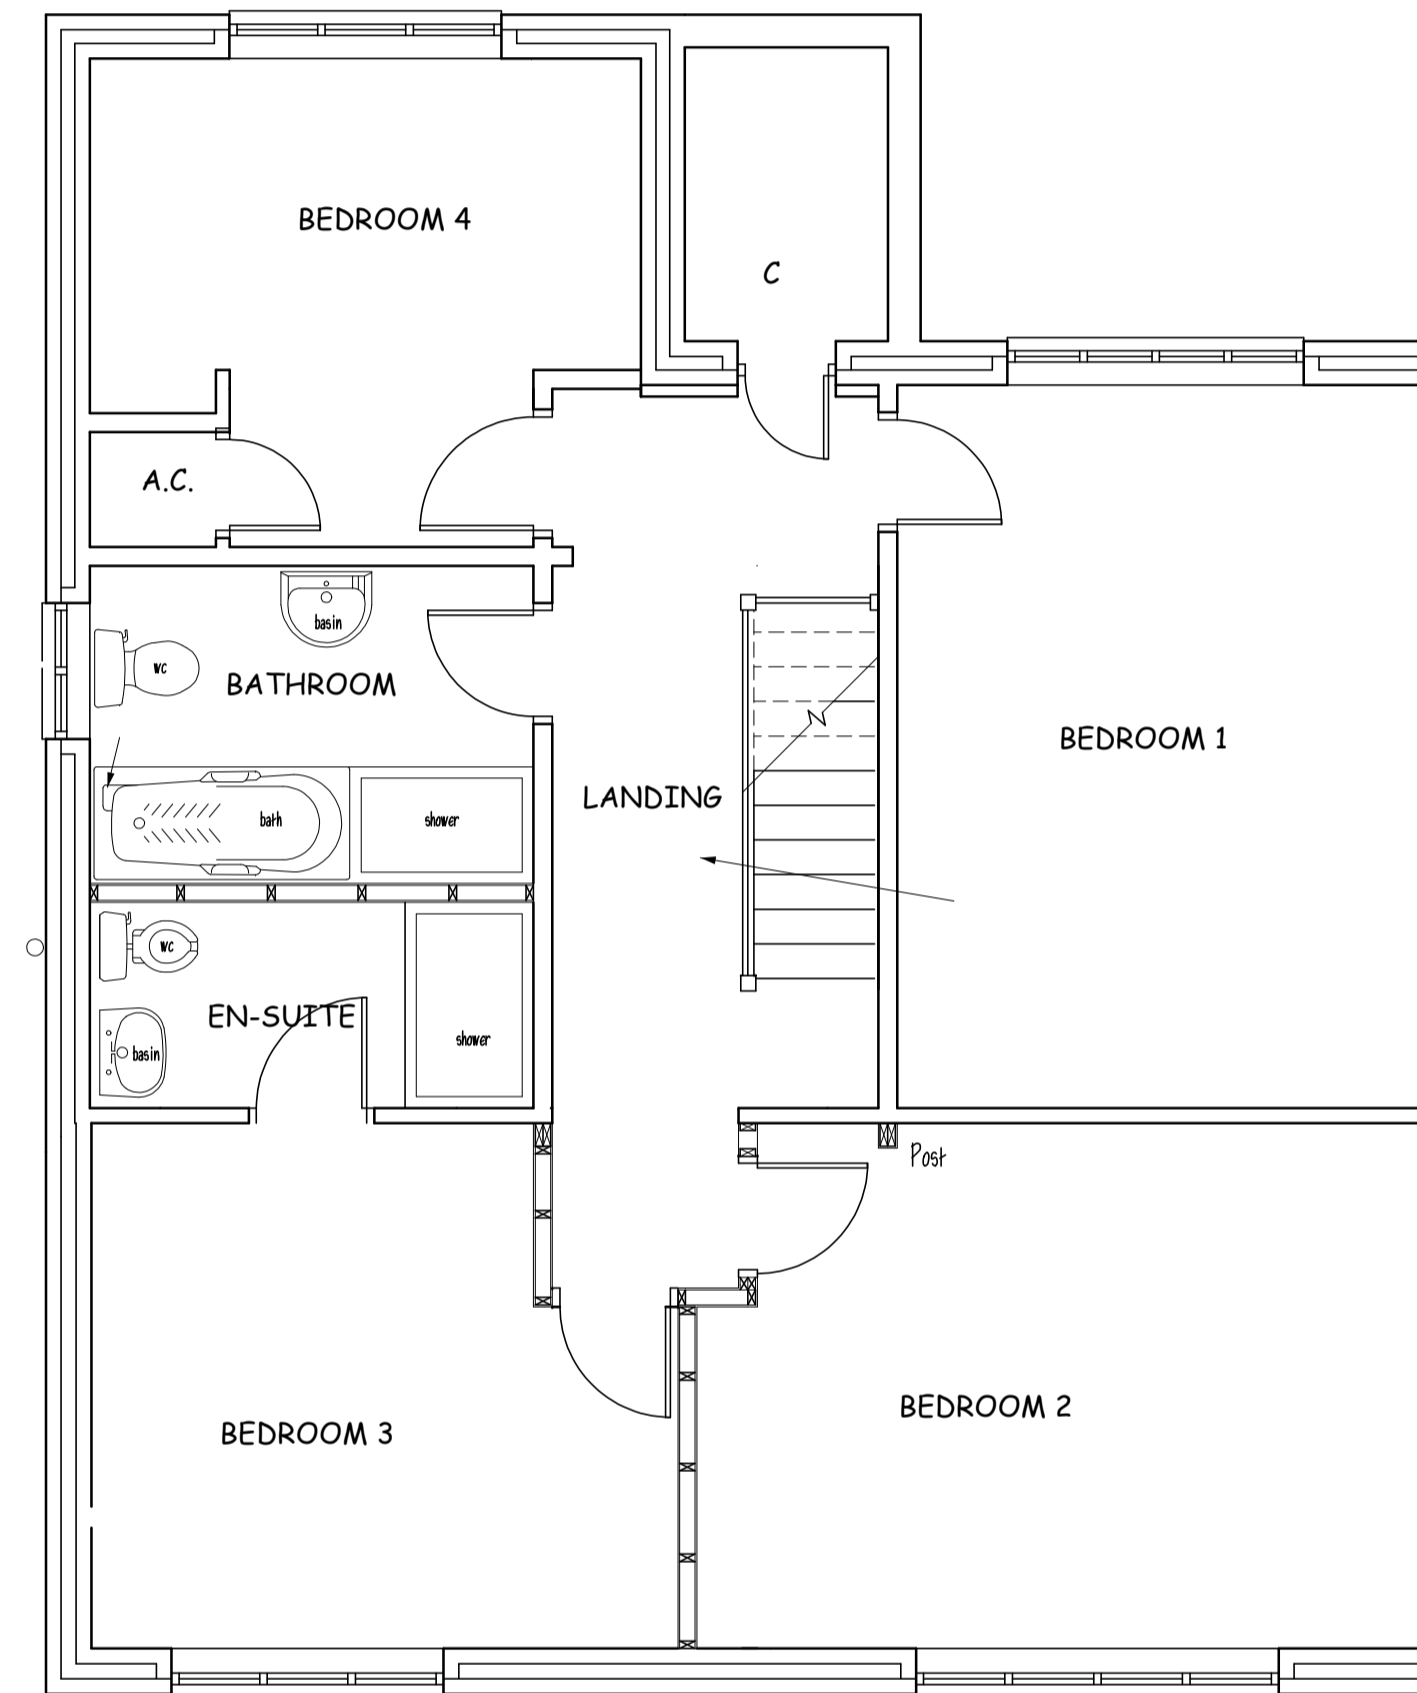 BEDROOM 4
C
A.C.
basin
wc
BATHROOM
BEDROOM 1
LANDING
bath
shower
wc
EN-SUITE
shower
basin
Post
BEDROOM 2
BEDROOM 3